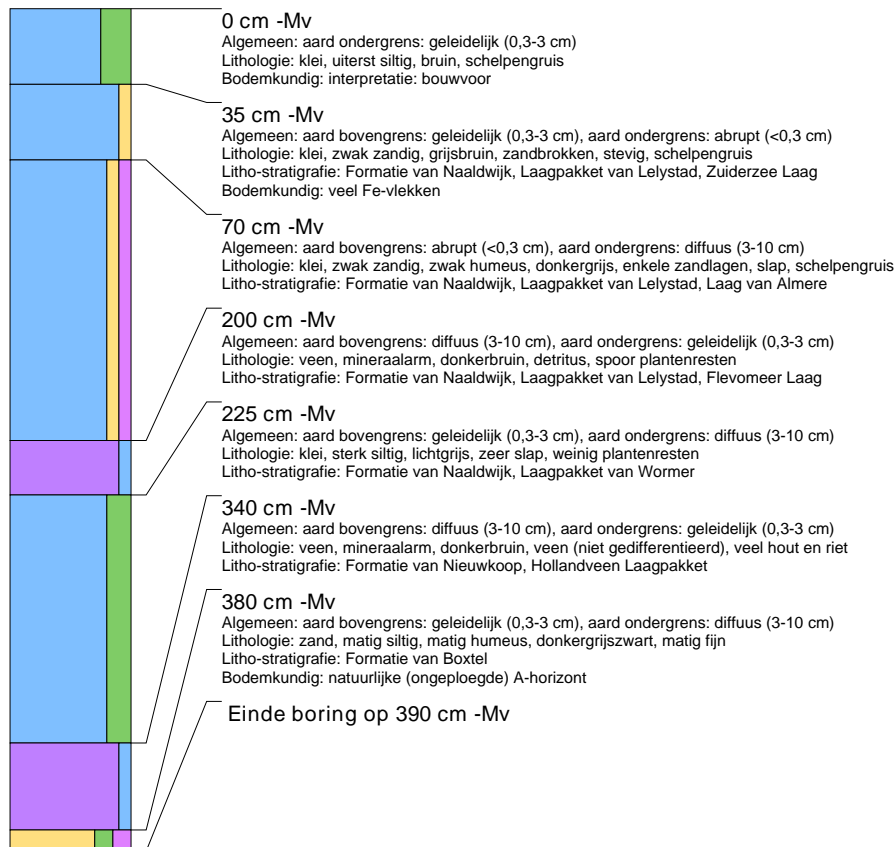 0 cm -Mv
Algemeen: aard ondergrens: geleidelijk (0,3-3 cm)
Lithologie: klei, uiterst siltig, bruin, schelpengruis
Bodemkundig: interpretatie: bouwvoor
35 cm -Mv
Algemeen: aard bovengrens: geleidelijk (0,3-3 cm), aard ondergrens: abrupt (<0,3 cm)
Lithologie: klei, zwak zandig, grijsbruin, zandbrokken, stevig, schelpengruis
Litho-stratigrafie: Formatie van Naaldwijk, Laagpakket van Lelystad, Zuiderzee Laag
Bodemkundig: veel Fe-vlekken
70 cm -Mv
Algemeen: aard bovengrens: abrupt (<0,3 cm), aard ondergrens: diffuus (3-10 cm)
Lithologie: klei, zwak zandig, zwak humeus, donkergrijs, enkele zandlagen, slap, schelpengruis
Litho-stratigrafie: Formatie van Naaldwijk, Laagpakket van Lelystad, Laag van Almere
200 cm -Mv
Algemeen: aard bovengrens: diffuus (3-10 cm), aard ondergrens: geleidelijk (0,3-3 cm)
Lithologie: veen, mineraalarm, donkerbruin, detritus, spoor plantenresten
Litho-stratigrafie: Formatie van Naaldwijk, Laagpakket van Lelystad, Flevomeer Laag
225 cm -Mv
Algemeen: aard bovengrens: geleidelijk (0,3-3 cm), aard ondergrens: diffuus (3-10 cm)
Lithologie: klei, sterk siltig, lichtgrijs, zeer slap, weinig plantenresten
Litho-stratigrafie: Formatie van Naaldwijk, Laagpakket van Wormer
340 cm -Mv
Algemeen: aard bovengrens: diffuus (3-10 cm), aard ondergrens: geleidelijk (0,3-3 cm)
Lithologie: veen, mineraalarm, donkerbruin, veen (niet gedifferentieerd), veel hout en riet
Litho-stratigrafie: Formatie van Nieuwkoop, Hollandveen Laagpakket
380 cm -Mv
Algemeen: aard bovengrens: geleidelijk (0,3-3 cm), aard ondergrens: diffuus (3-10 cm)
Lithologie: zand, matig siltig, matig humeus, donkergrijszwart, matig fijn
Litho-stratigrafie: Formatie van Boxtel
Bodemkundig: natuurlijke (ongeploegde) A-horizont
Einde boring op 390 cm -Mv